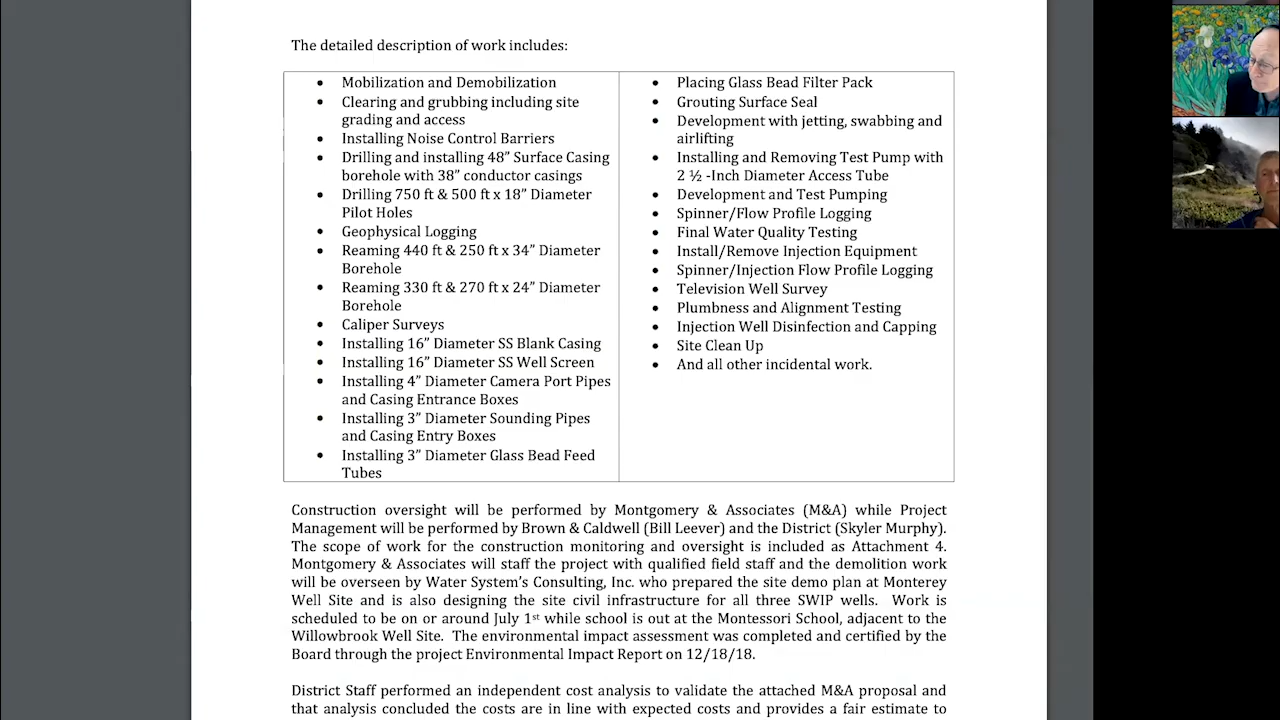 The detailed description of work includes:
• Mobilization and Demobilization
• Clearing and grubbing including site
grading and access
• Installing Noise Control Barriers
• Drilling and installing 48” Surface Casing
borehole with 38” conductor casings
• Drilling 750 ft & 500 ft x 18” Diameter
Pilot Holes
• Geophysical Logging
• Reaming 440 ft & 250 ft x 34” Diameter
Borehole
• Reaming 330 ft & 270 ft x 24” Diameter
Borehole
• Caliper Surveys
• Installing 16” Diameter SS Blank Casing
• Installing 16” Diameter SS Well Screen
• Installing 4” Diameter Camera Port Pipes
and Casing Entrance Boxes
• Installing 3” Diameter Sounding Pipes
and Casing Entry Boxes
• Installing 3” Diameter Glass Bead Feed
Tubes
• Placing Glass Bead Filter Pack
• Grouting Surface Seal
• Development with jetting, swabbing and
airlifting
• Installing and Removing Test Pump with
2 ½ -Inch Diameter Access Tube
• Development and Test Pumping
• Spinner/Flow Profile Logging
• Final Water Quality Testing
• Install/Remove Injection Equipment
• Spinner/Injection Flow Profile Logging
• Television Well Survey
• Plumbness and Alignment Testing
• Injection Well Disinfection and Capping
• Site Clean Up
• And all other incidental work.
Construction oversight will be performed by Montgomery & Associates (M&A) while Project
Management will be performed by Brown & Caldwell (Bill Leever) and the District (Skyler Murphy).
The scope of work for the construction monitoring and oversight is included as Attachment 4.
Montgomery & Associates will staff the project with qualified field staff and the demolition work
will be overseen by Water System’s Consulting, Inc. who prepared the site demo plan at Monterey
Well Site and is also designing the site civil infrastructure for all three SWIP wells. Work is
scheduled to be on or around July 1st while school is out at the Montessori School, adjacent to the
Willowbrook Well Site. The environmental impact assessment was completed and certified by the
Board through the project Environmental Impact Report on 12/18/18.
District Staff performed an independent cost analysis to validate the attached M&A proposal and
that analysis concluded the costs are in line with expected costs and provides a fair estimate to